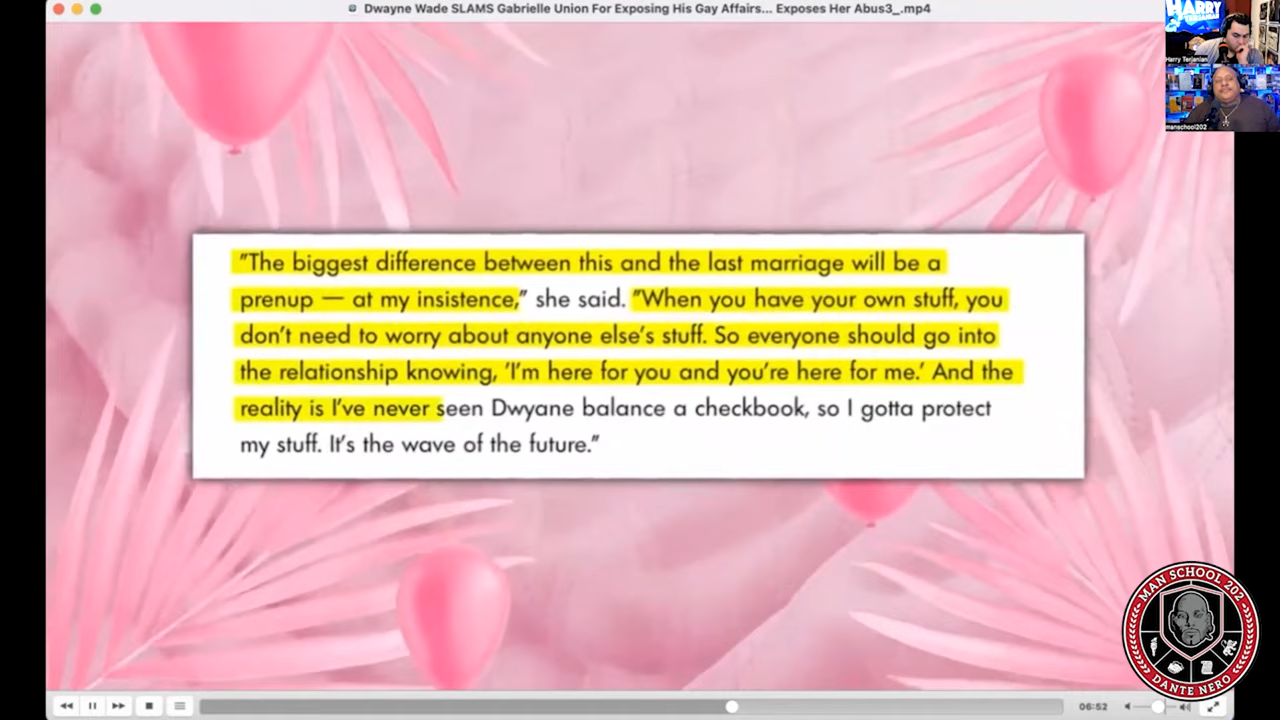 Dwayne Wade SLAMS Gabrielle Union For Exposing His Gay Affairs... Exposes Her Abus3_.mp4
HARRY
Harry Terjanian
manschool202
"The biggest difference between this and the last marriage will be a
prenup — at my insistence," she said. "When you have your own stuff, you
don't need to worry about anyone else's stuff. So everyone should go into
the relationship knowing, 'I'm here for you and you're here for me.' And the
reality is I've never seen Dwyane balance a checkbook, so I gotta protect
my stuff. It's the wave of the future."
MAN SCHOOL 202
DANTE NERO
06:52